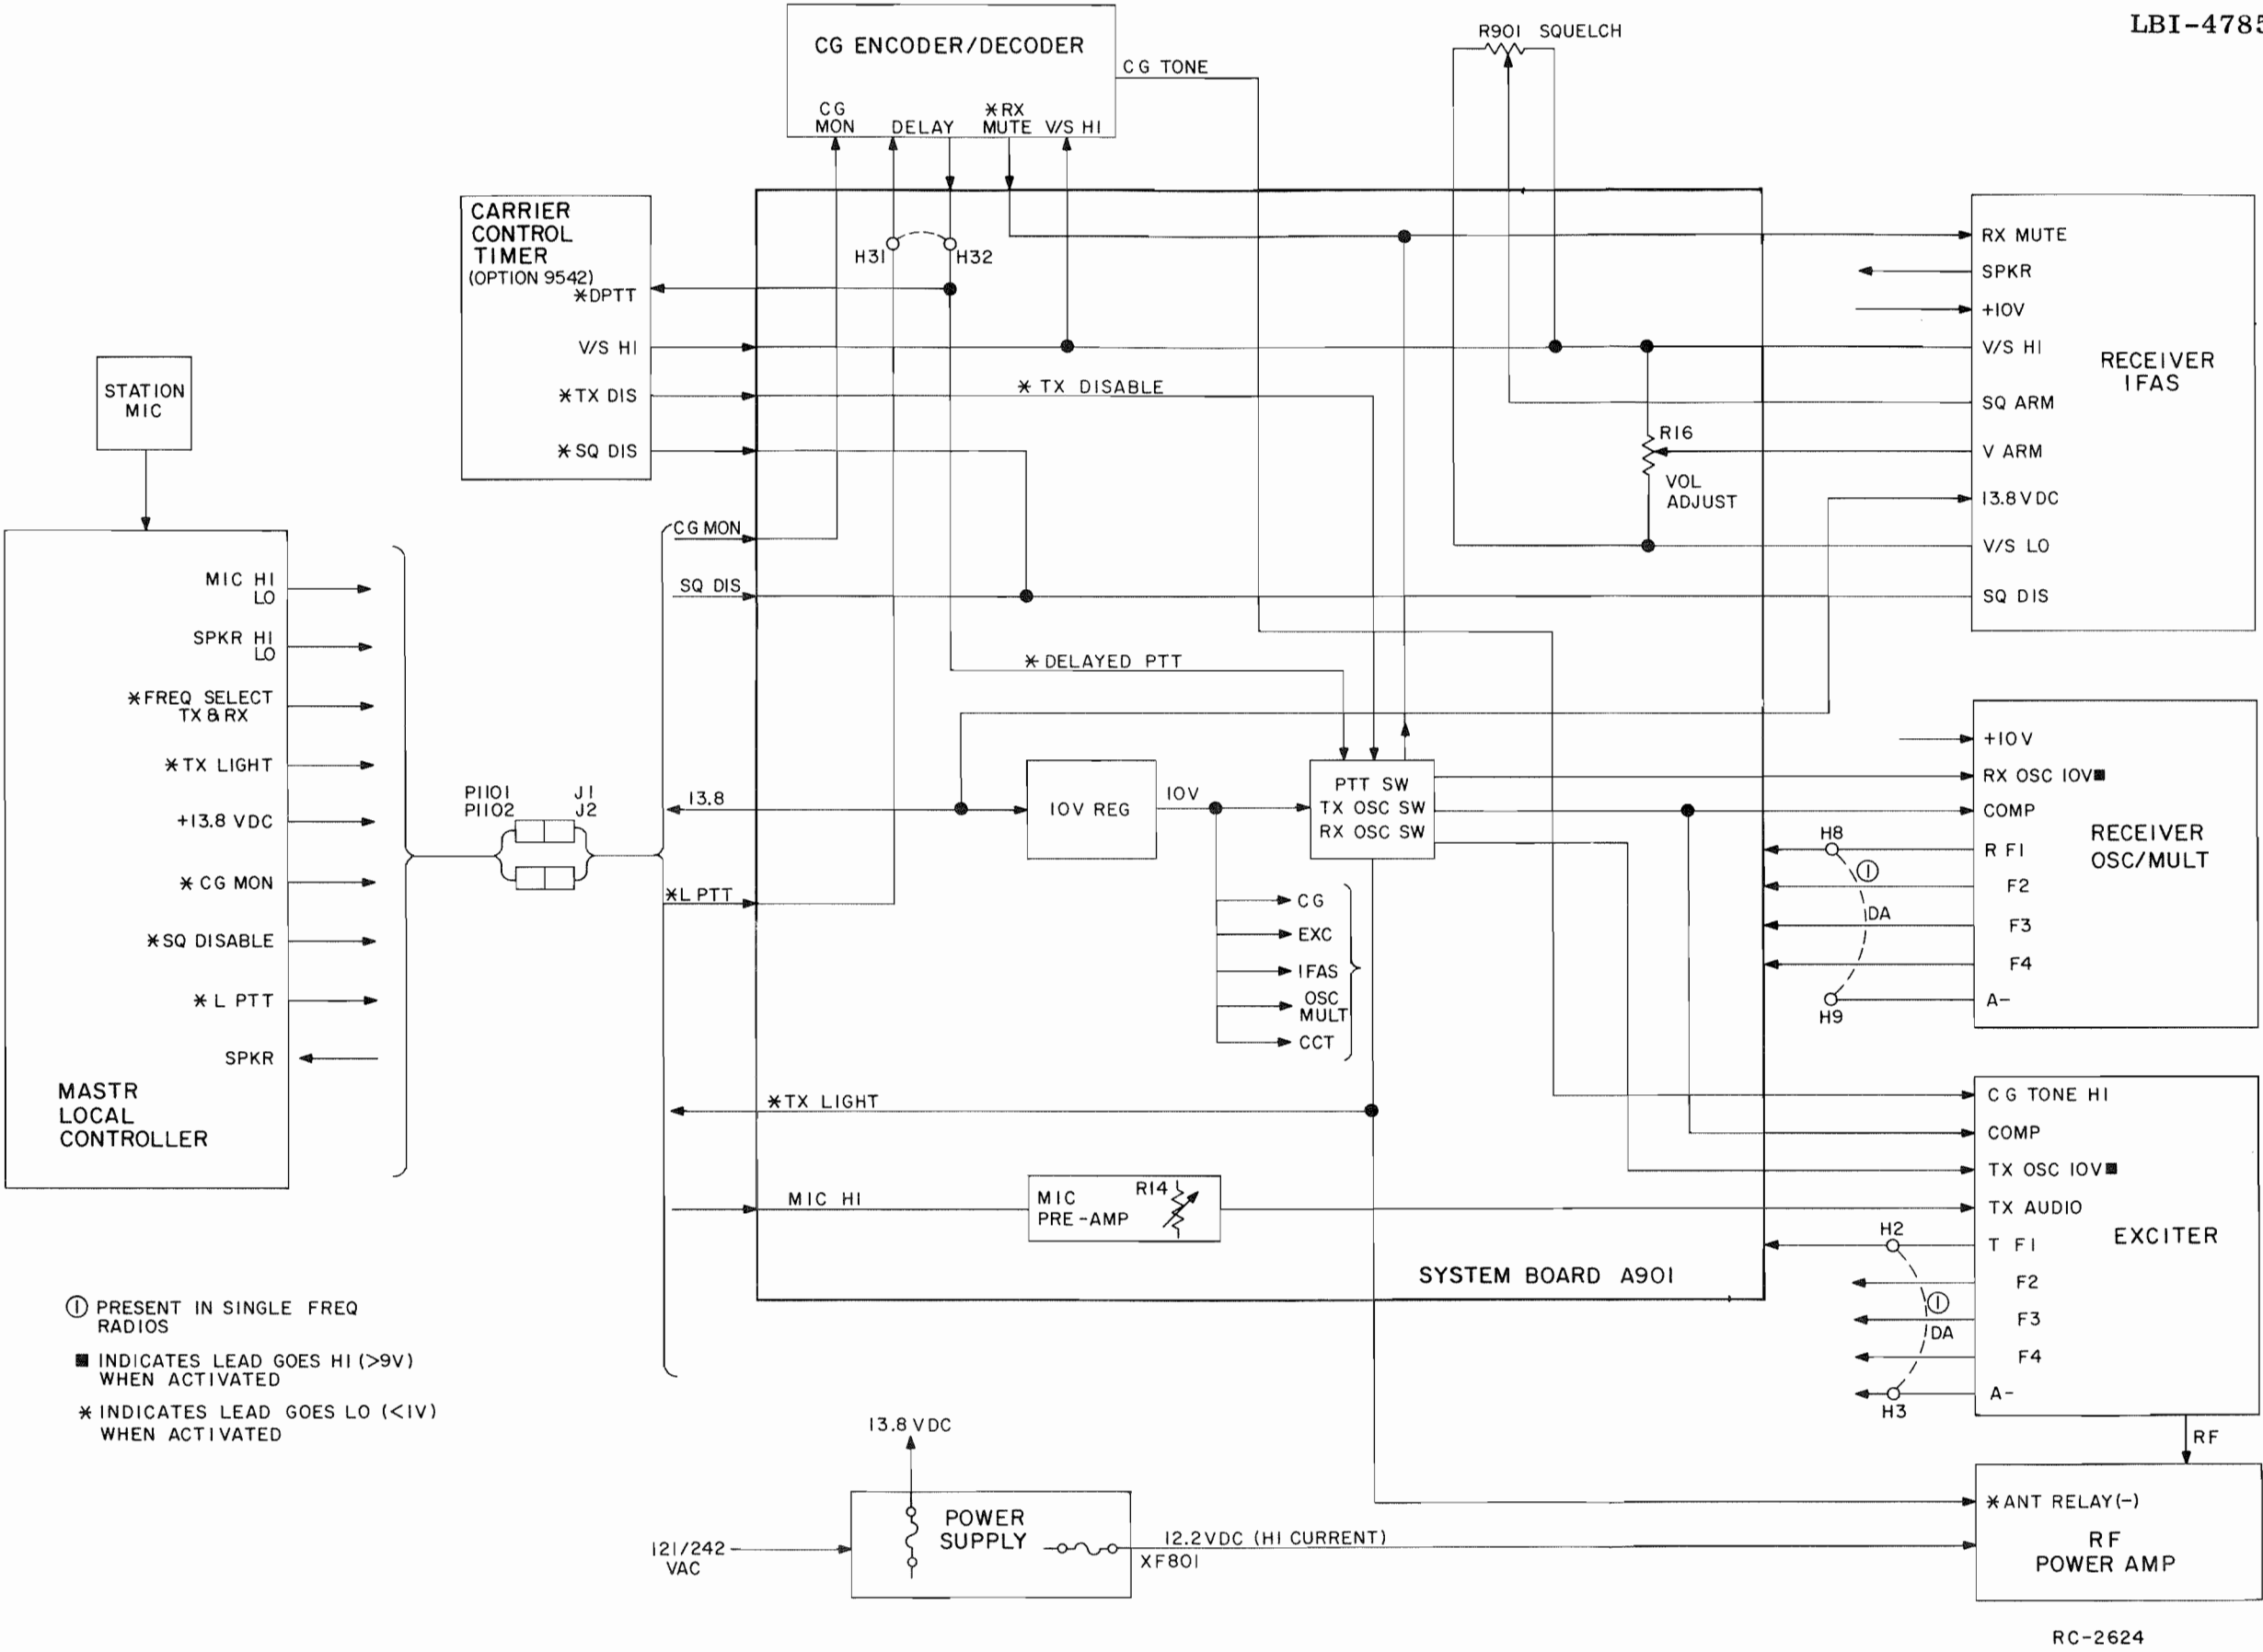 LBI-4785
R901 SQUELCH
CG ENCODER/DECODER
CG TONE
CG
MON
DELAY
*RX
MUTE
V/S HI
CARRIER
CONTROL
TIMER
(OPTION 9542)
*DPTT
V/S HI
*TX DIS
*SQ DIS
H31
H32
* TX DISABLE
STATION
MIC
RX MUTE
SPKR
+10V
V/S HI
SQ ARM
V ARM
13.8 VDC
V/S LO
SQ DIS
RECEIVER
IFAS
R16
VOL
ADJUST
CG MON
SQ DIS
MIC HI
LO
SPKR HI
LO
*FREQ SELECT
TX & RX
*TX LIGHT
+13.8 VDC
* CG MON
*SQ DISABLE
* L PTT
SPKR
MASTR
LOCAL
CONTROLLER
P1101
P1102
J1
J2
* DELAYED PTT
13.8
10V REG
10V
PTT SW
TX OSC SW
RX OSC SW
*L PTT
CG
EXC
IFAS
OSC
MULT
CCT
+10V
RX OSC 10V■
COMP
R F1
F2
F3
F4
A-
RECEIVER
OSC/MULT
H8
①
DA
H9
*TX LIGHT
MIC HI
MIC
PRE-AMP
R14
SYSTEM BOARD A901
CG TONE HI
COMP
TX OSC 10V■
TX AUDIO
T F1
F2
F3
F4
A-
EXCITER
H2
①
DA
H3
RF
① PRESENT IN SINGLE FREQ
RADIOS
■ INDICATES LEAD GOES HI (>9V)
WHEN ACTIVATED
* INDICATES LEAD GOES LO (<1V)
WHEN ACTIVATED
13.8 VDC
POWER
SUPPLY
121/242
VAC
12.2VDC (HI CURRENT)
XF801
*ANT RELAY(-)
RF
POWER AMP
RC-2624